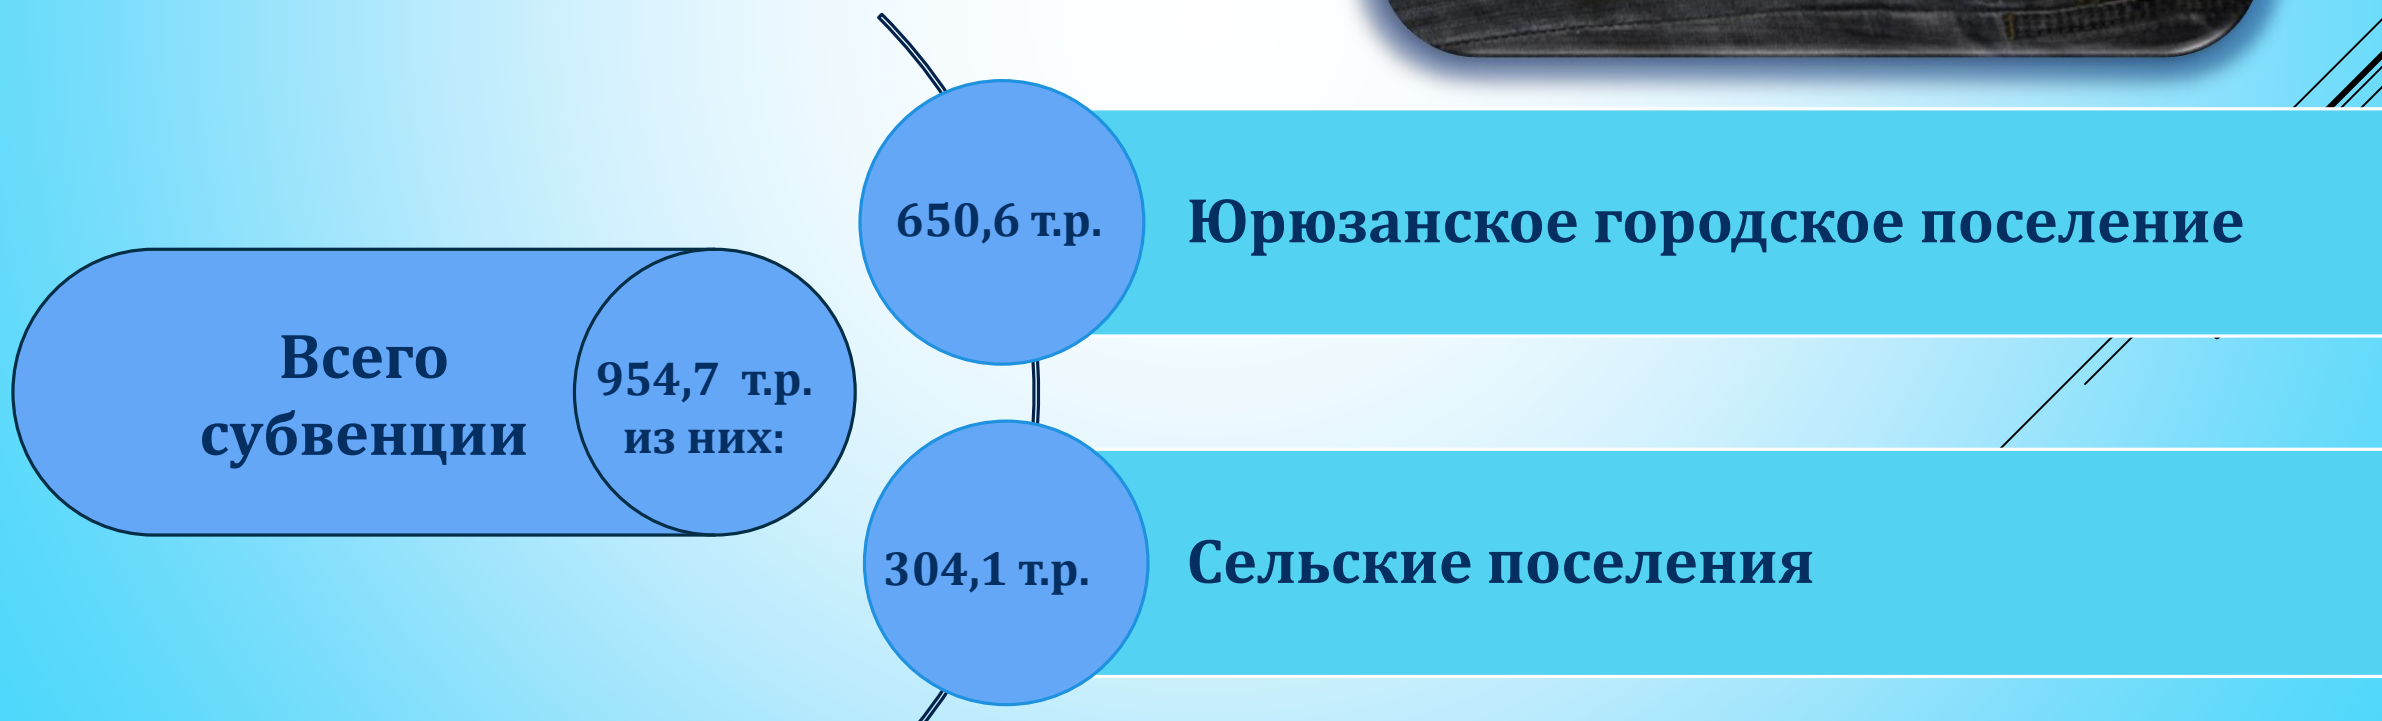 Всего
субвенции
954,7 т.р.
из них:
650,6 т.р.
Юрюзанское городское поселение
304,1 т.р.
Сельские поселения